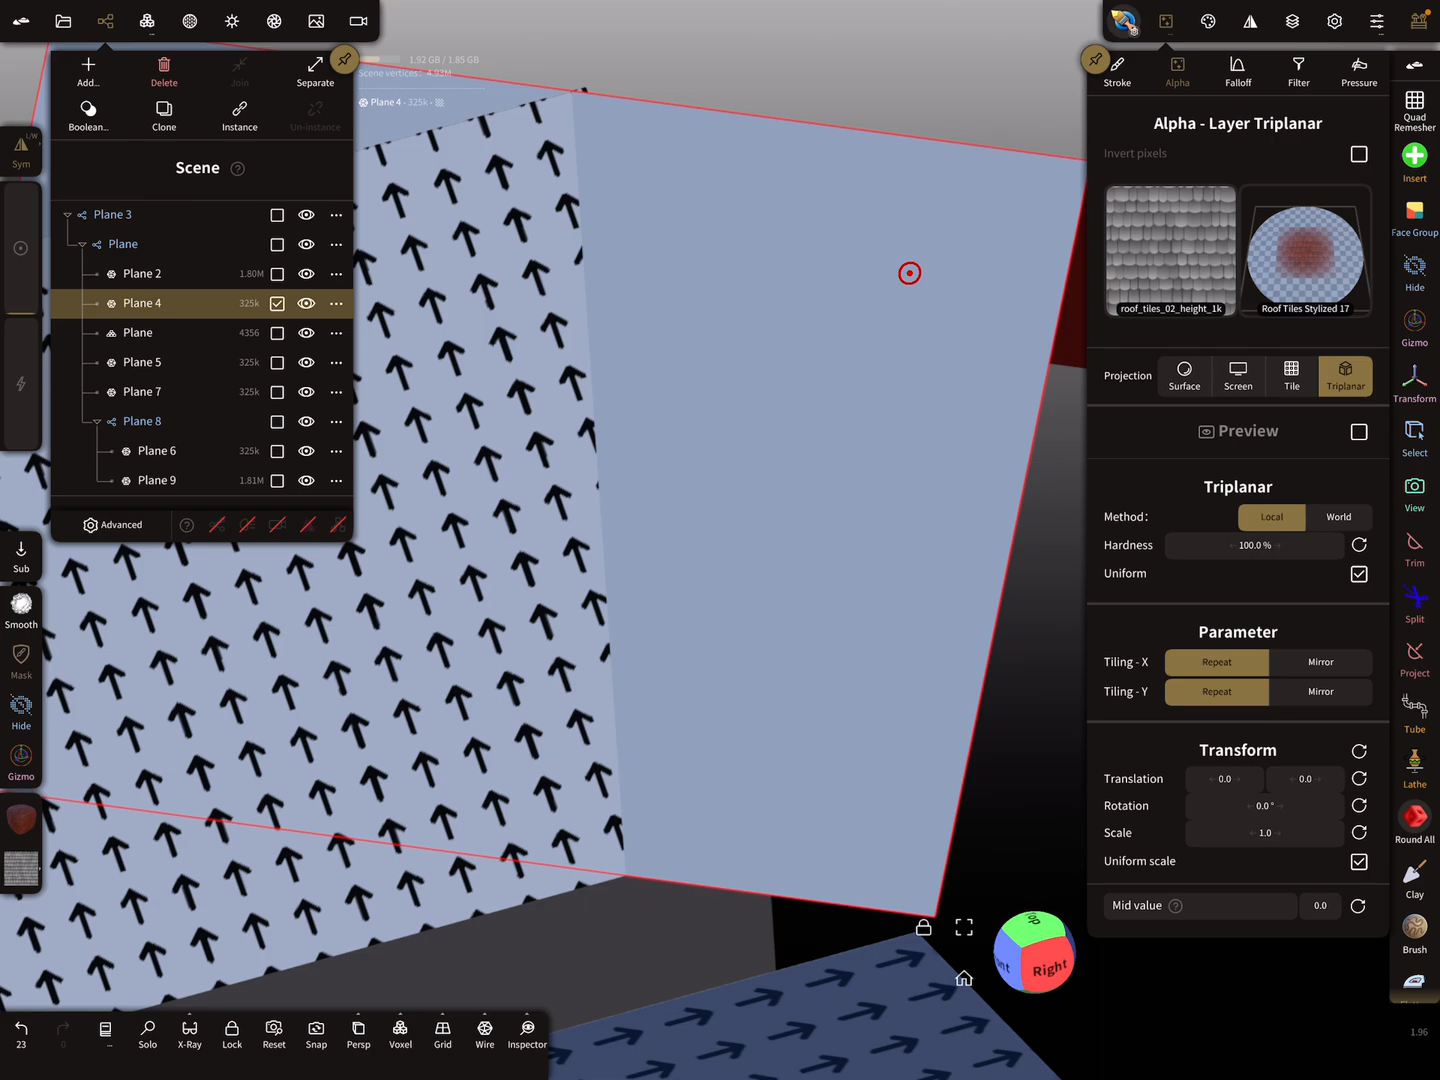 Add...
Delete
Join
Separate
Boolean...
Clone
Instance
Un-instance
Scene
Plane 3
Plane
Plane 2 1.80M
Plane 4 325k
Plane 4356
Plane 5 325k
Plane 7 325k
Plane 8
Plane 6 325k
Plane 9 1.81M
Advanced
1.92 GB / 1.85 GB
Scene vertices: 4.93M
Plane 4 - 325k
L/W
Sym
Sub
Smooth
Mask
Hide
Gizmo
23
0
...
Solo
X-Ray
Lock
Reset
Snap
Persp
Voxel
Grid
Wire
Inspector
Right
Stroke
Alpha
Falloff
Filter
Pressure
Alpha - Layer Triplanar
Invert pixels
roof_tiles_02_height_1k
Roof Tiles Stylized 17
Projection
Surface
Screen
Tile
Triplanar
Preview
Triplanar
Method: Local World
Hardness 100.0 %
Uniform
Parameter
Tiling - X Repeat Mirror
Tiling - Y Repeat Mirror
Transform
Translation 0.0 0.0
Rotation 0.0 °
Scale 1.0
Uniform scale
Mid value 0.0
Quad
Remesher
Insert
Face Group
Hide
Gizmo
Transform
Select
View
Trim
Split
Project
Tube
Lathe
Round All
Clay
Brush
1.96